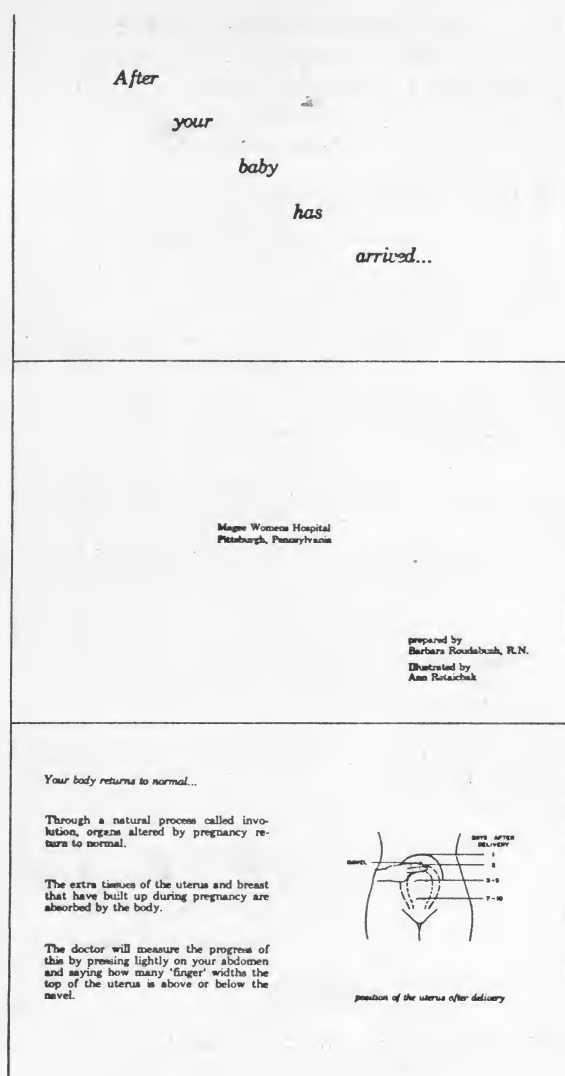 After
your
baby
has
arrived...
Magee Womens Hospital
Pittsburgh, Pennsylvania
prepared by
Barbara Roudabush, R.N.
Illustrated by
Ann Rotaichak
Your body returns to normal...
Through a natural process called invo-
lution, organs altered by pregnancy re-
turn to normal.
The extra tissues of the uterus and breast
that have built up during pregnancy are
absorbed by the body.
The doctor will measure the progress of
this by pressing lightly on your abdomen
and saying how many 'finger' widths the
top of the uterus is above or below the
navel.
DAYS AFTER
DELIVERY
1
NAVEL
2
3-5
7-10
position of the uterus after delivery